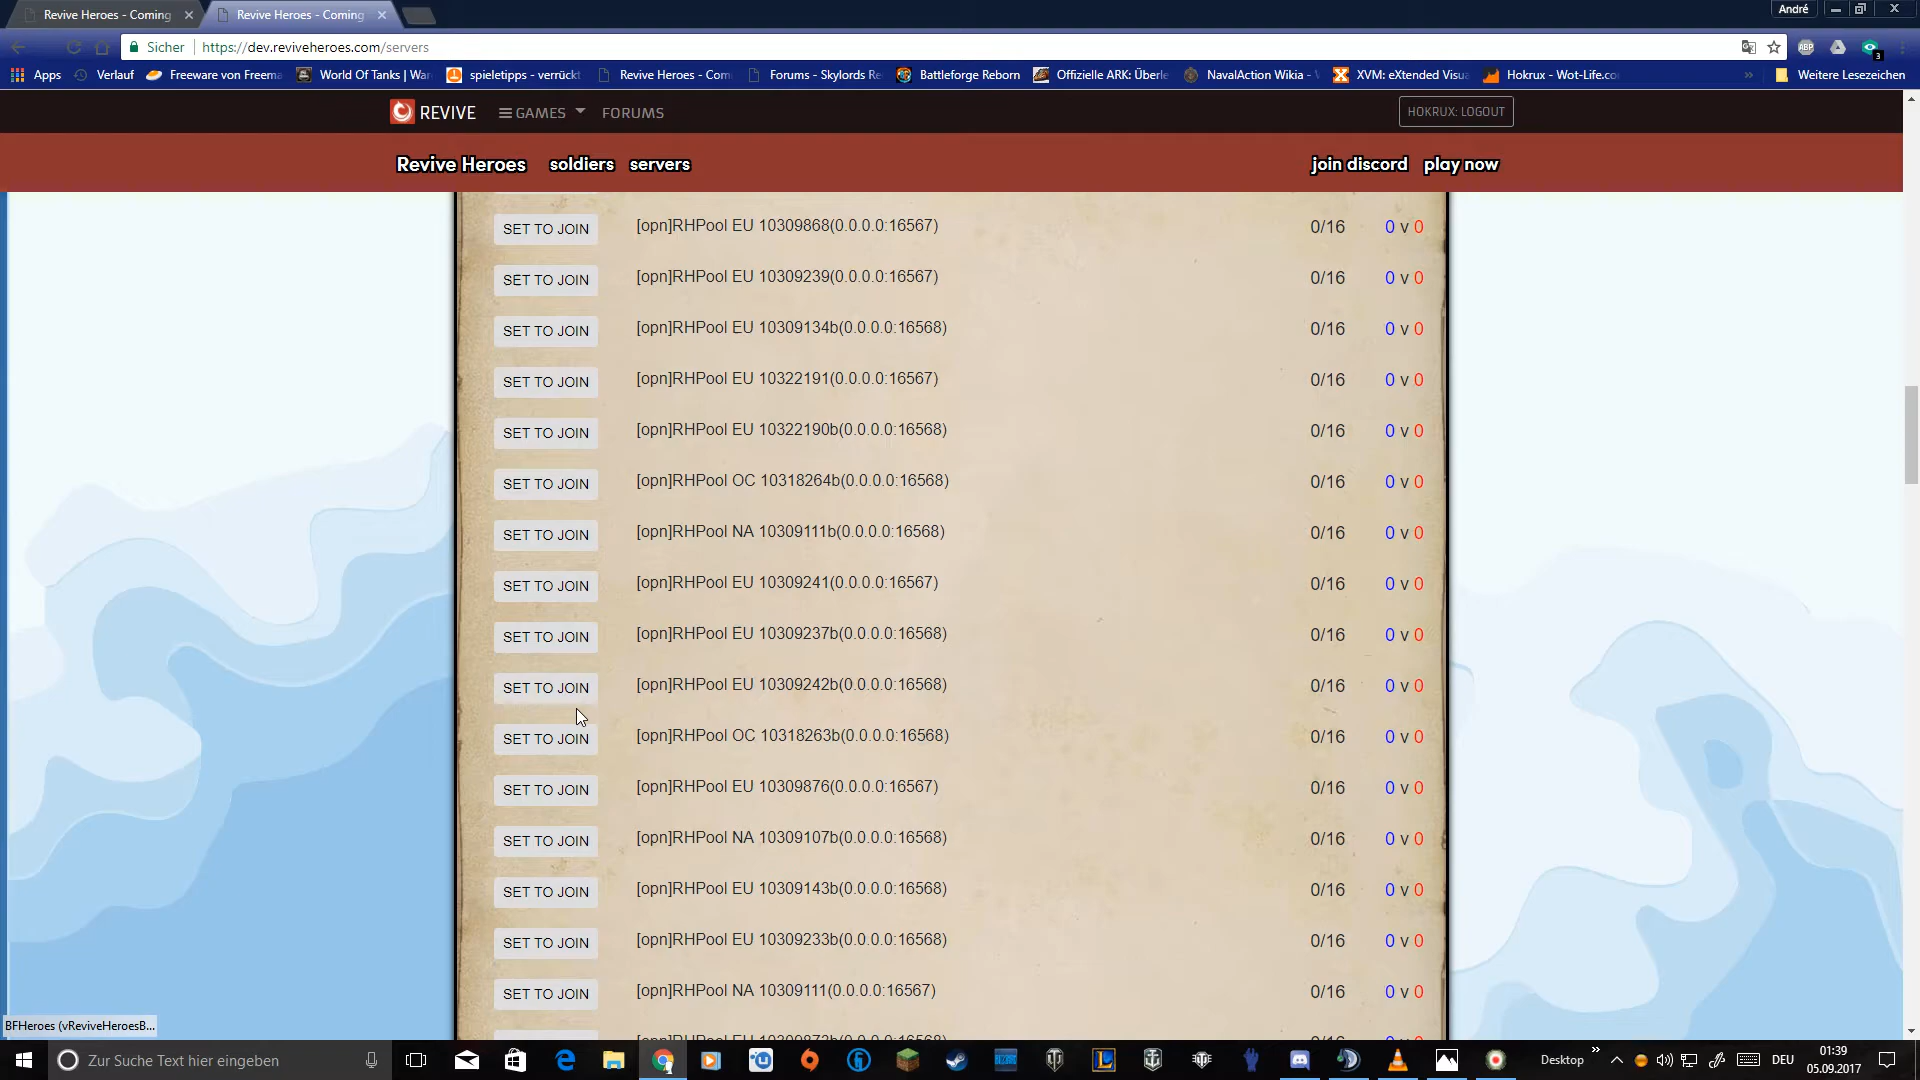 Revive Heroes - Coming
Revive Heroes - Coming
André
Sicher
https://dev.reviveheroes.com/servers
Apps
Verlauf
Freeware von Freema
World Of Tanks | Wa
spieletipps - verrückt
Revive Heroes - Com
Forums - Skylords Re
Battleforge Reborn
Offizielle ARK: Überle
NavalAction Wikia -
XVM: eXtended Visua
Hokrux - Wot-Life.co
»
Weitere Lesezeichen
REVIVE
GAMES
FORUMS
HOKRUX: LOGOUT
Revive Heroes soldiers servers
join discord play now
SET TO JOIN [opn]RHPool EU 10309868(0.0.0.0:16567) 0/16 0 v 0
SET TO JOIN [opn]RHPool EU 10309239(0.0.0.0:16567) 0/16 0 v 0
SET TO JOIN [opn]RHPool EU 10309134b(0.0.0.0:16568) 0/16 0 v 0
SET TO JOIN [opn]RHPool EU 10322191(0.0.0.0:16567) 0/16 0 v 0
SET TO JOIN [opn]RHPool EU 10322190b(0.0.0.0:16568) 0/16 0 v 0
SET TO JOIN [opn]RHPool OC 10318264b(0.0.0.0:16568) 0/16 0 v 0
SET TO JOIN [opn]RHPool NA 10309111b(0.0.0.0:16568) 0/16 0 v 0
SET TO JOIN [opn]RHPool EU 10309241(0.0.0.0:16567) 0/16 0 v 0
SET TO JOIN [opn]RHPool EU 10309237b(0.0.0.0:16568) 0/16 0 v 0
SET TO JOIN [opn]RHPool EU 10309242b(0.0.0.0:16568) 0/16 0 v 0
SET TO JOIN [opn]RHPool OC 10318263b(0.0.0.0:16568) 0/16 0 v 0
SET TO JOIN [opn]RHPool EU 10309876(0.0.0.0:16567) 0/16 0 v 0
SET TO JOIN [opn]RHPool NA 10309107b(0.0.0.0:16568) 0/16 0 v 0
SET TO JOIN [opn]RHPool EU 10309143b(0.0.0.0:16568) 0/16 0 v 0
SET TO JOIN [opn]RHPool EU 10309233b(0.0.0.0:16568) 0/16 0 v 0
SET TO JOIN [opn]RHPool NA 10309111(0.0.0.0:16567) 0/16 0 v 0
BFHeroes (vReviveHeroesB...
Zur Suche Text hier eingeben
Desktop
»
DEU
01:39
05.09.2017